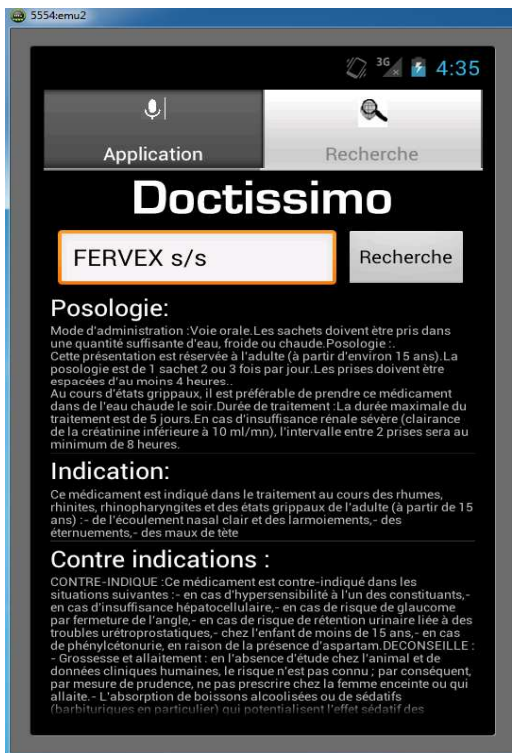 5554:emu2
3G 4:35
Application Recherche
Doctissimo
FERVEX s/s Recherche
Posologie:
Mode d'administration :Voie orale.Les sachets doivent ètre pris dans
une quantité suffisante d'eau, froide ou chaude.Posologie :.
Cette présentation est réservée à l'adulte (à partir d'environ 15 ans).La
posologie est de 1 sachet 2 ou 3 fois par jour.Les prises doivent ètre
espacées d'au moins 4 heures..
Au cours d'états grippaux, il est préférable de prendre ce médicament
dans de l'eau chaude le soir.Durée de traitement :La durée maximale du
traitement est de 5 jours.En cas d'insuffisance rénale sévère (clairance
de la créatinine inférieure à 10 ml/mn), l'intervalle entre 2 prises sera au
minimum de 8 heures.
Indication:
Ce médicament est indiqué dans le traitement au cours des rhumes,
rhinites, rhinopharyngites et des états grippaux de l'adulte (à partir de 15
ans) :- de l'écoulement nasal clair et des larmoiements,- des
éternuements,- des maux de tète
Contre indications :
CONTRE-INDIQUE :Ce médicament est contre-indiqué dans les
situations suivantes :- en cas d'hypersensibilité à l'un des constituants,-
en cas d'insuffisance hépatocellulaire,- en cas de risque de glaucome
par fermeture de l'angle,- en cas de risque de rétention urinaire liée à des
troubles urétroprostatiques,- chez l'enfant de moins de 15 ans,- en cas
de phénylcétonurie, en raison de la présence d'aspartam.DECONSEILLE :
- Grossesse et allaitement : en l'absence d'étude chez l'animal et de
données cliniques humaines, le risque n'est pas connu ; par conséquent,
par mesure de prudence, ne pas prescrire chez la femme enceinte ou qui
allaite.- L'absorption de boissons alcoolisées ou de sédatifs
(barbituriques en particulier) qui potentialisent l'effet sédatif des